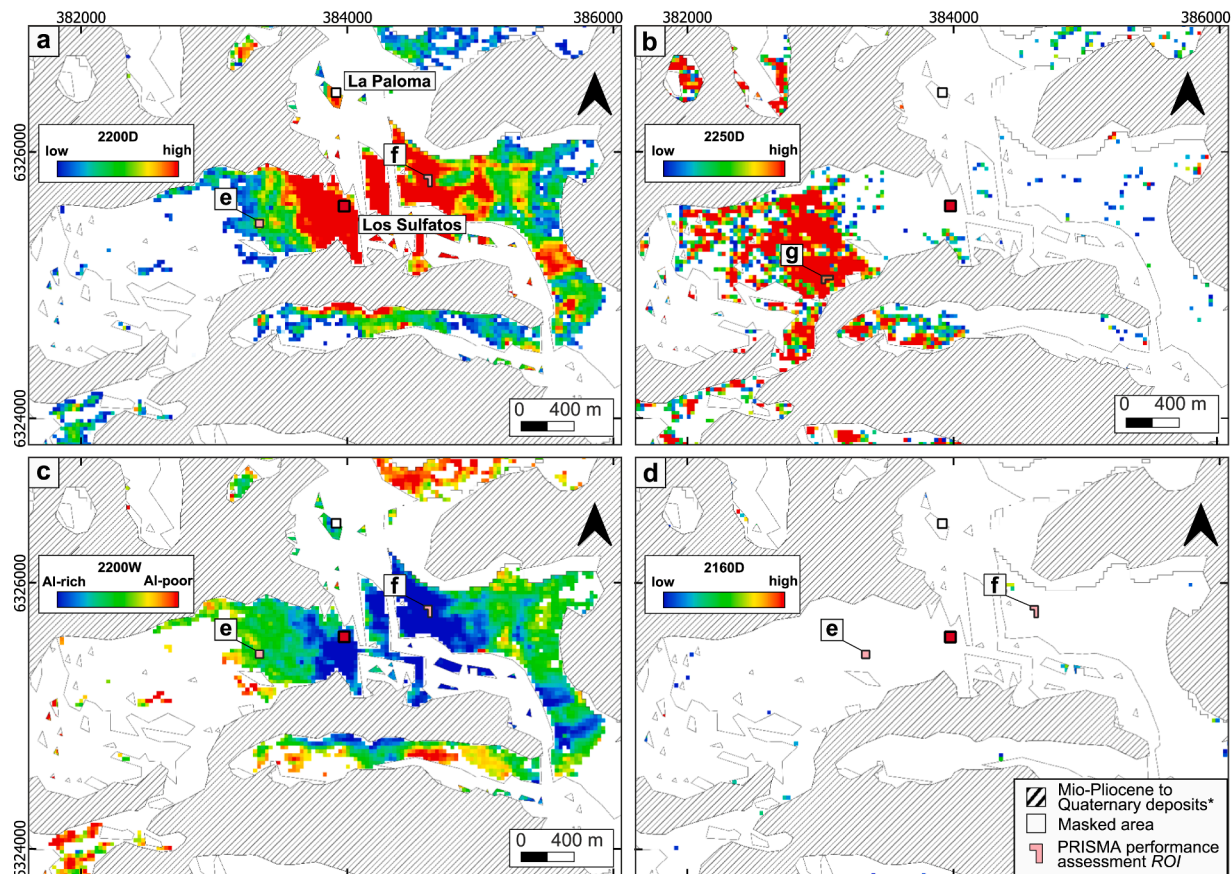 382000 384000 386000 382000 384000 386000
a
La Paloma
2200D
low high
f
e
Los Sulfatos
6326000
6324000
0 400 m
b
2250D
low high
g
0 400 m
c
2200W
Al-rich Al-poor
f
e
6326000
6324000
0 400 m
d
2160D
low high
f
e
Mio-Pliocene to
Quaternary deposits*
Masked area
PRISMA performance
assessment ROI